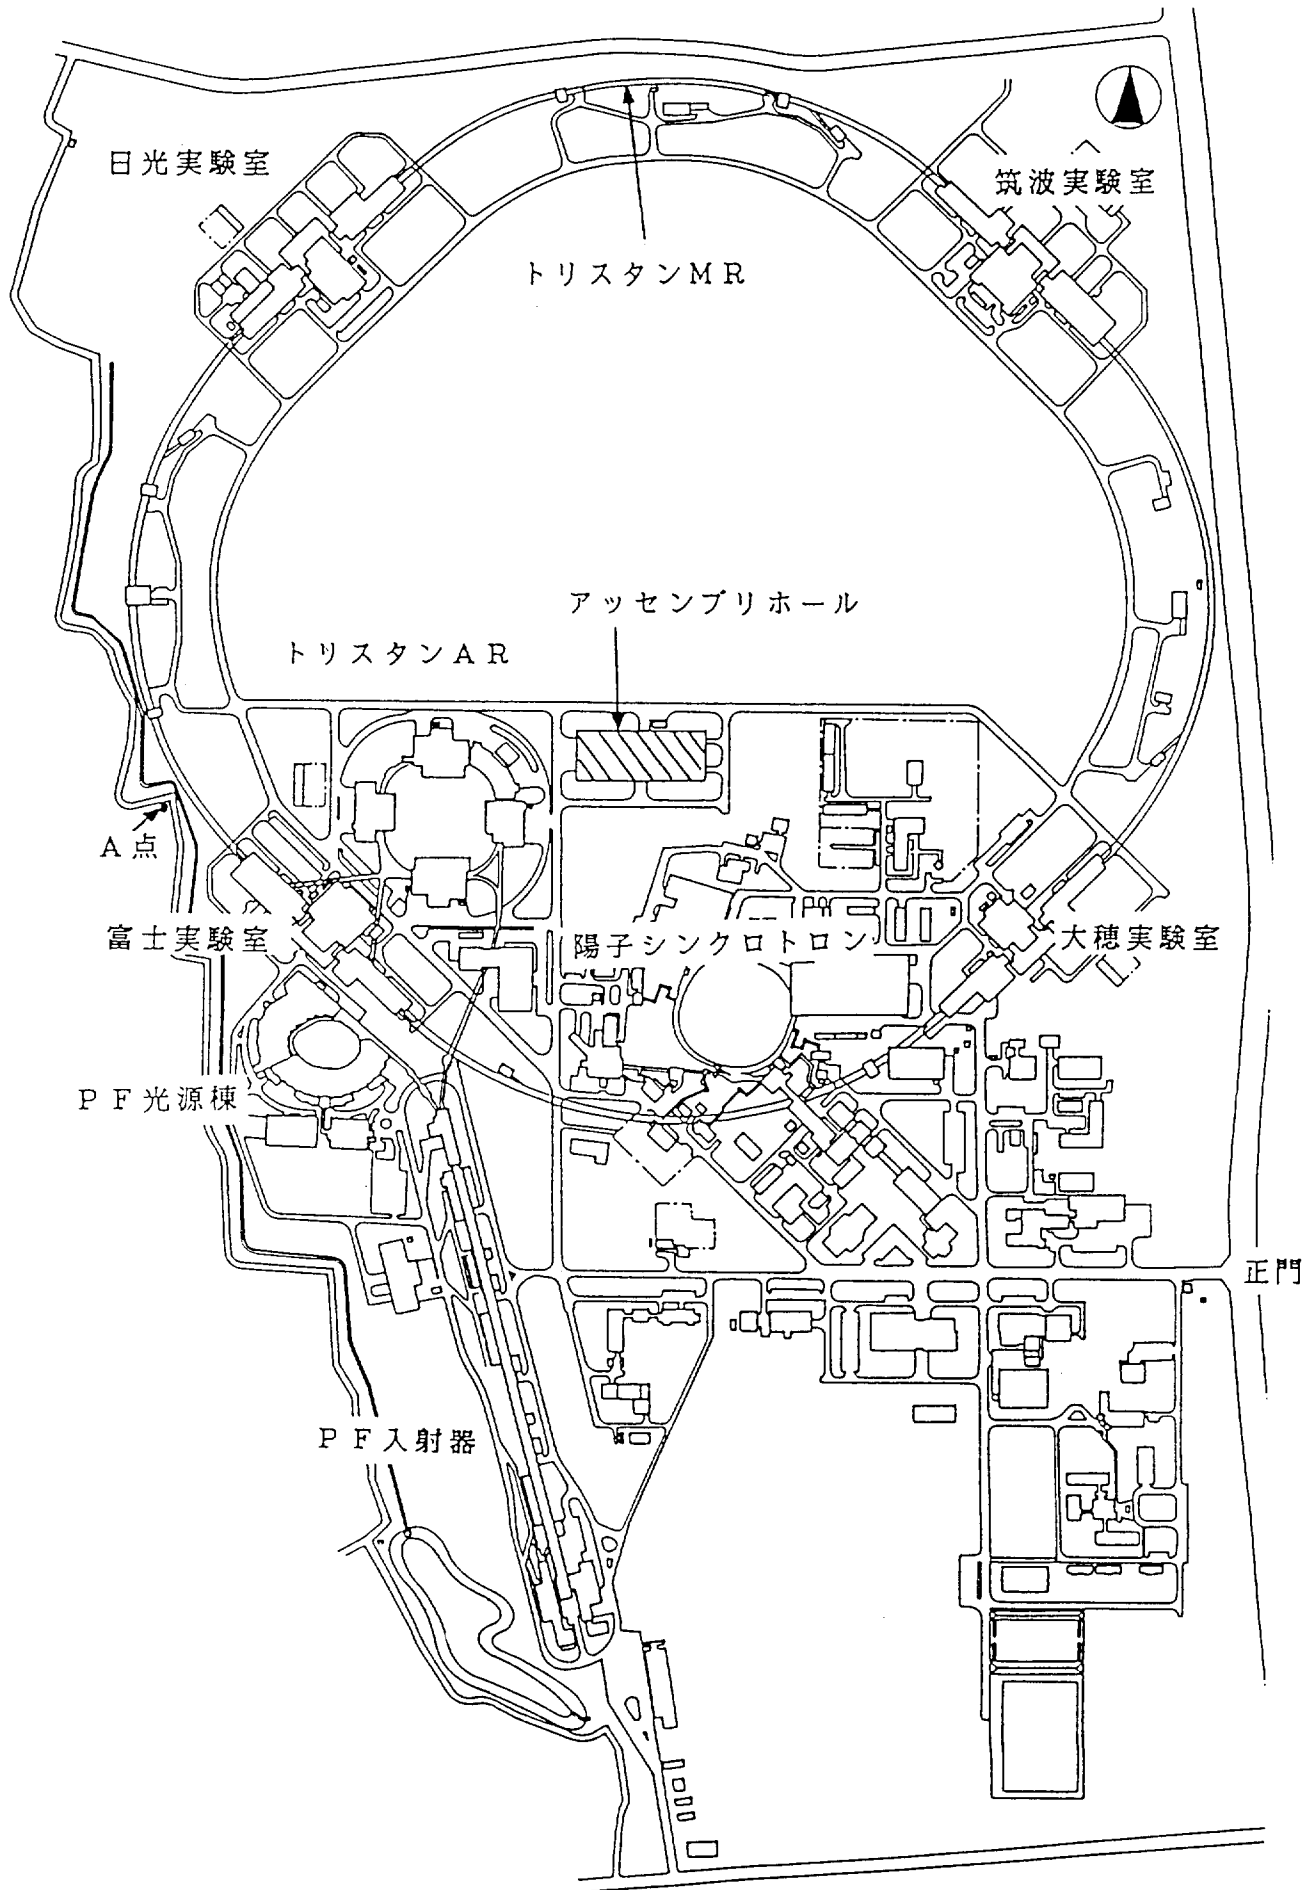 日光実験室
筑波実験室
トリスタンMR
アッセンブリホール
トリスタンAR
A点
富士実験室
陽子シンクロトロン
大穂実験室
PF光源棟
正門
PF入射器